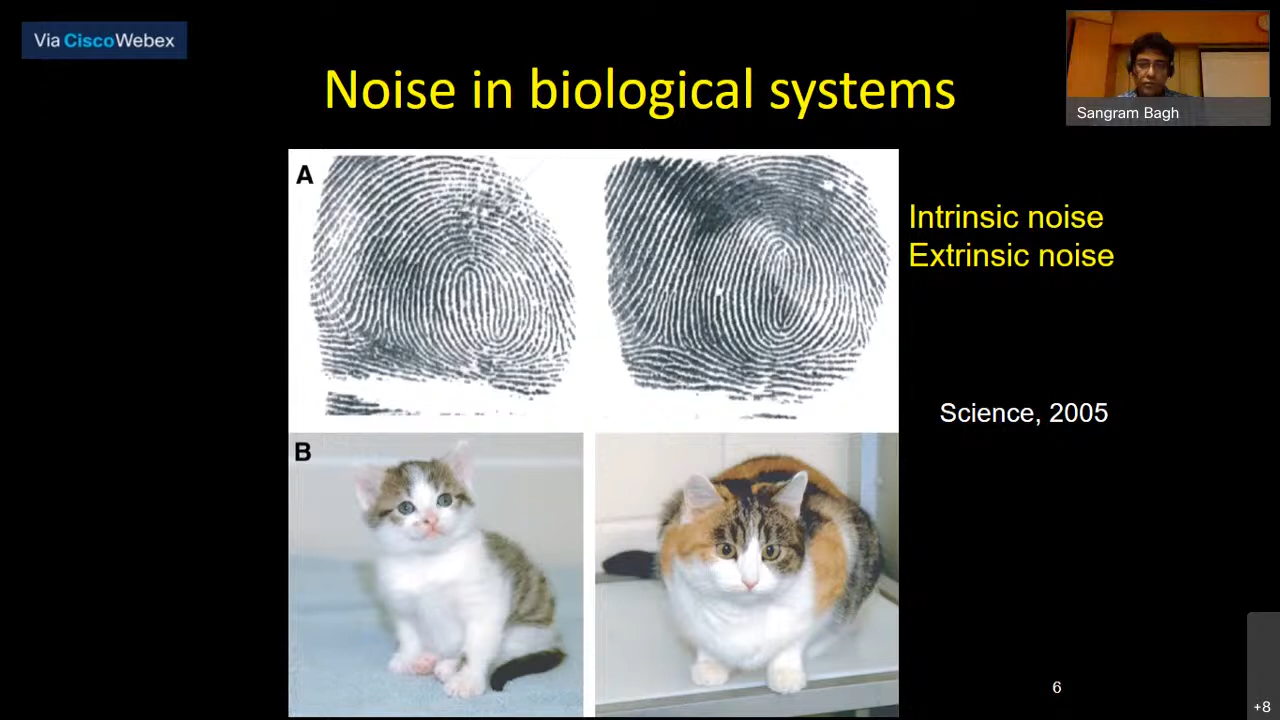 Via CiscoWebex
Noise in biological systems
Sangram Bagh
A
Intrinsic noise
Extrinsic noise
Science, 2005
B
6
+8